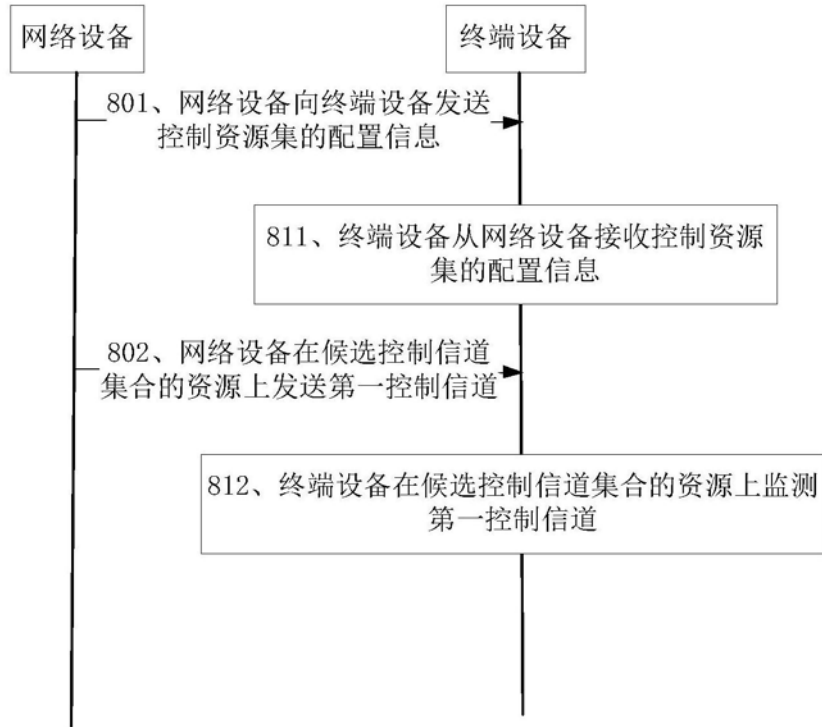 网络设备
终端设备
801、网络设备向终端设备发送
控制资源集的配置信息
811、终端设备从网络设备接收控制资源
集的配置信息
802、网络设备在候选控制信道
集合的资源上发送第一控制信道
812、终端设备在候选控制信道集合的资源上监测
第一控制信道